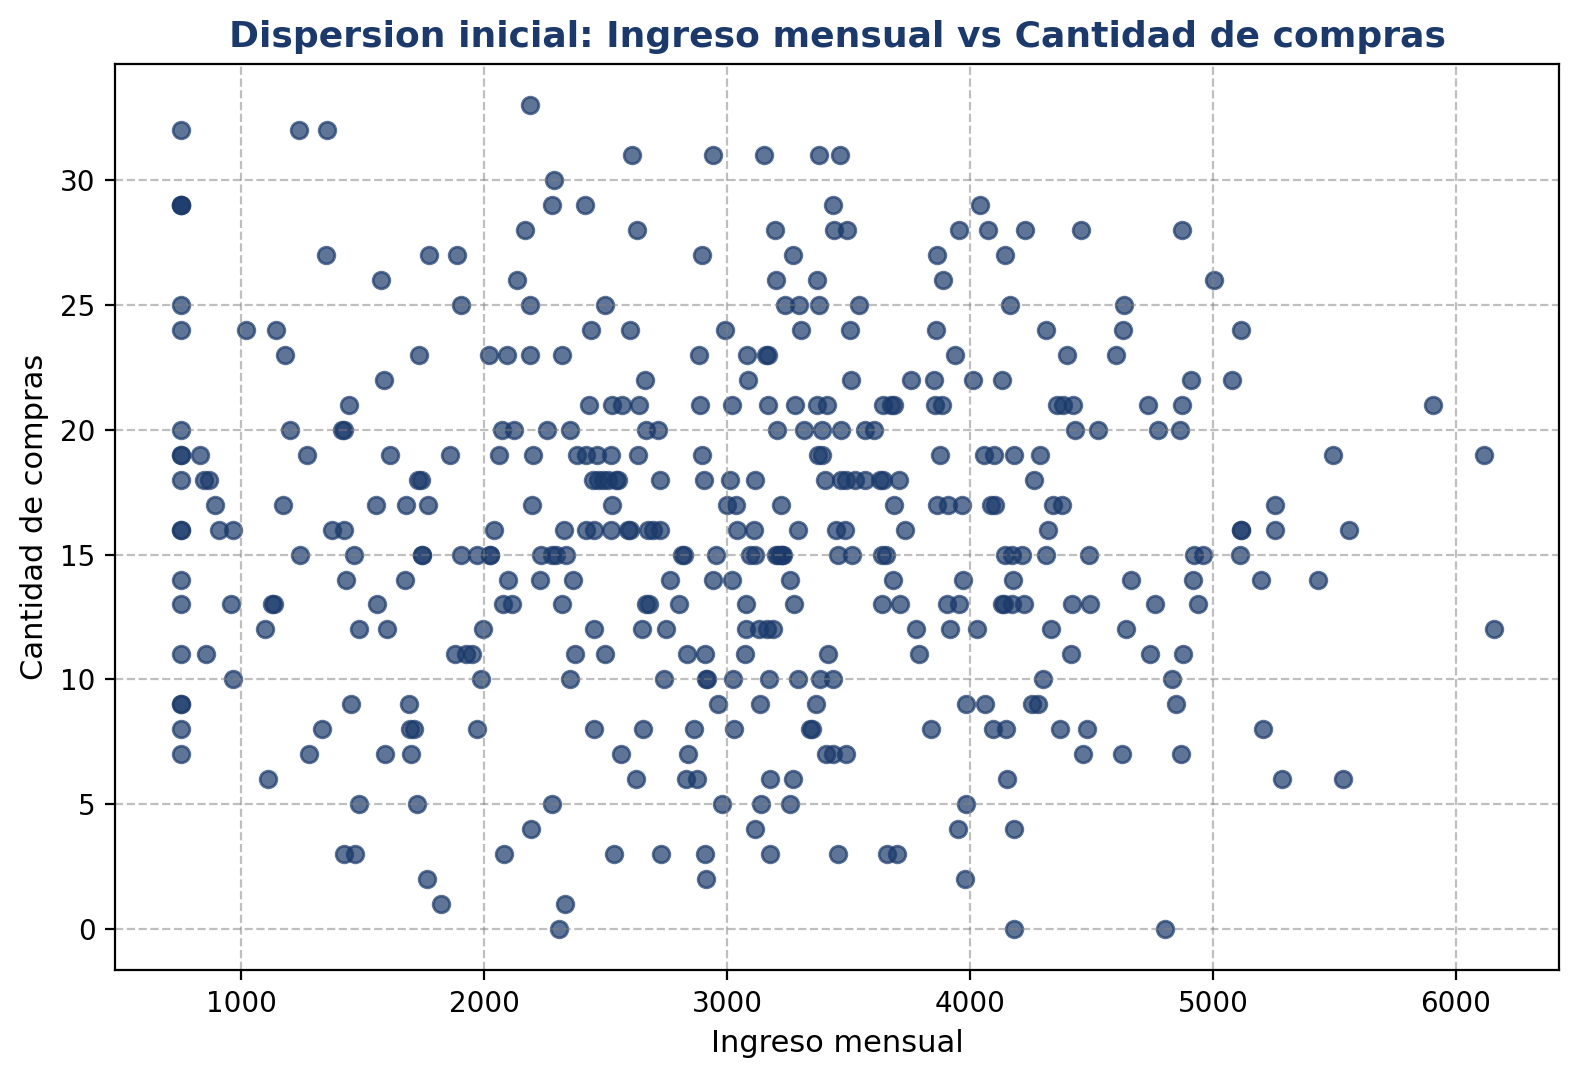 Dispersion inicial: Ingreso mensual vs Cantidad de compras
Cantidad de compras
30
25
20
15
10
5
0
1000 2000 3000 4000 5000 6000
Ingreso mensual